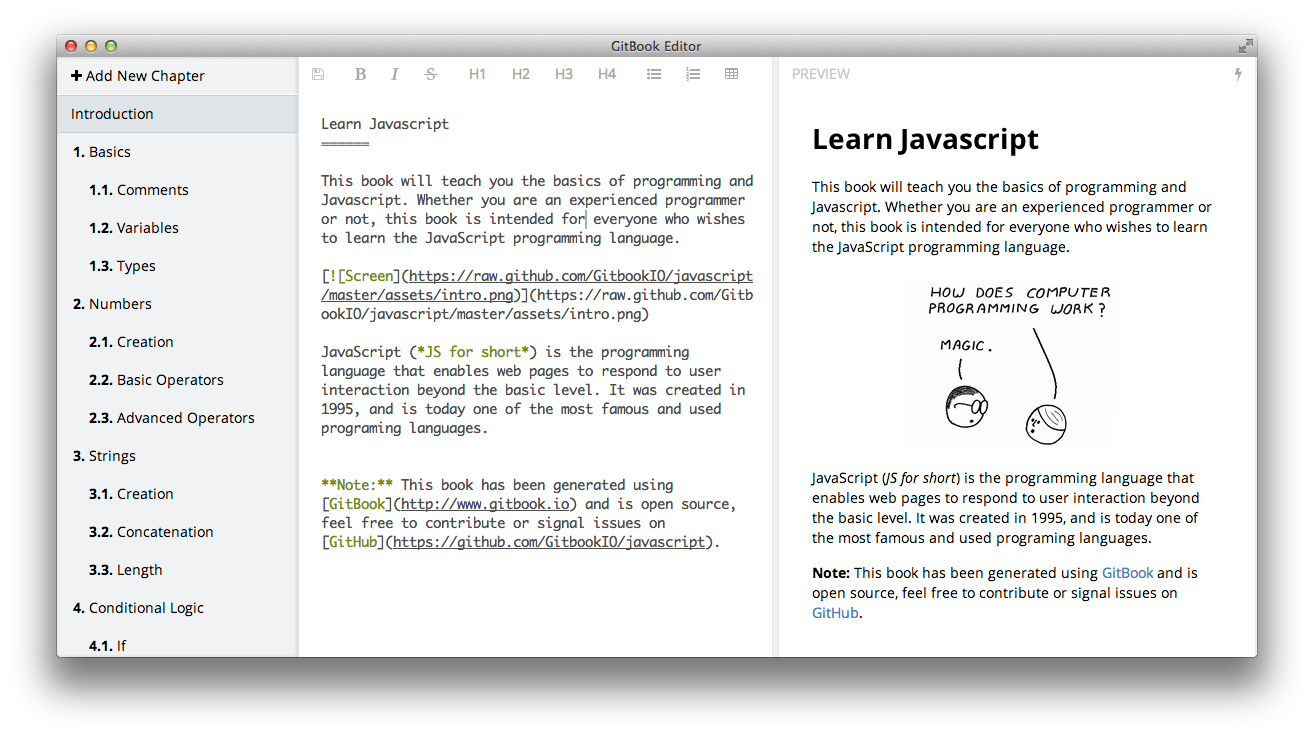 GitBook Editor
Add New Chapter
Introduction
1. Basics
1.1. Comments
1.2. Variables
1.3. Types
2. Numbers
2.1. Creation
2.2. Basic Operators
2.3. Advanced Operators
3. Strings
3.1. Creation
3.2. Concatenation
3.3. Length
4. Conditional Logic
4.1. If
B I S H1 H2 H3 H4
Learn Javascript
======
This book will teach you the basics of programming and
Javascript. Whether you are an experienced programmer
or not, this book is intended for everyone who wishes
to learn the JavaScript programming language.
[![Screen](https://raw.github.com/GitbookIO/javascript
/master/assets/intro.png)](https://raw.github.com/Gitb
ookIO/javascript/master/assets/intro.png)
JavaScript (*JS for short*) is the programming
language that enables web pages to respond to user
interaction beyond the basic level. It was created in
1995, and is today one of the most famous and used
programing languages.
**Note:** This book has been generated using
[GitBook](http://www.gitbook.io) and is open source,
feel free to contribute or signal issues on
[GitHub](https://github.com/GitbookIO/javascript).
PREVIEW
Learn Javascript
This book will teach you the basics of programming and
Javascript. Whether you are an experienced programmer or
not, this book is intended for everyone who wishes to learn
the JavaScript programming language.
HOW DOES COMPUTER
PROGRAMMING WORK?
MAGIC.
JavaScript (JS for short) is the programming language that
enables web pages to respond to user interaction beyond
the basic level. It was created in 1995, and is today one of
the most famous and used programing languages.
Note: This book has been generated using GitBook and is
open source, feel free to contribute or signal issues on
GitHub.